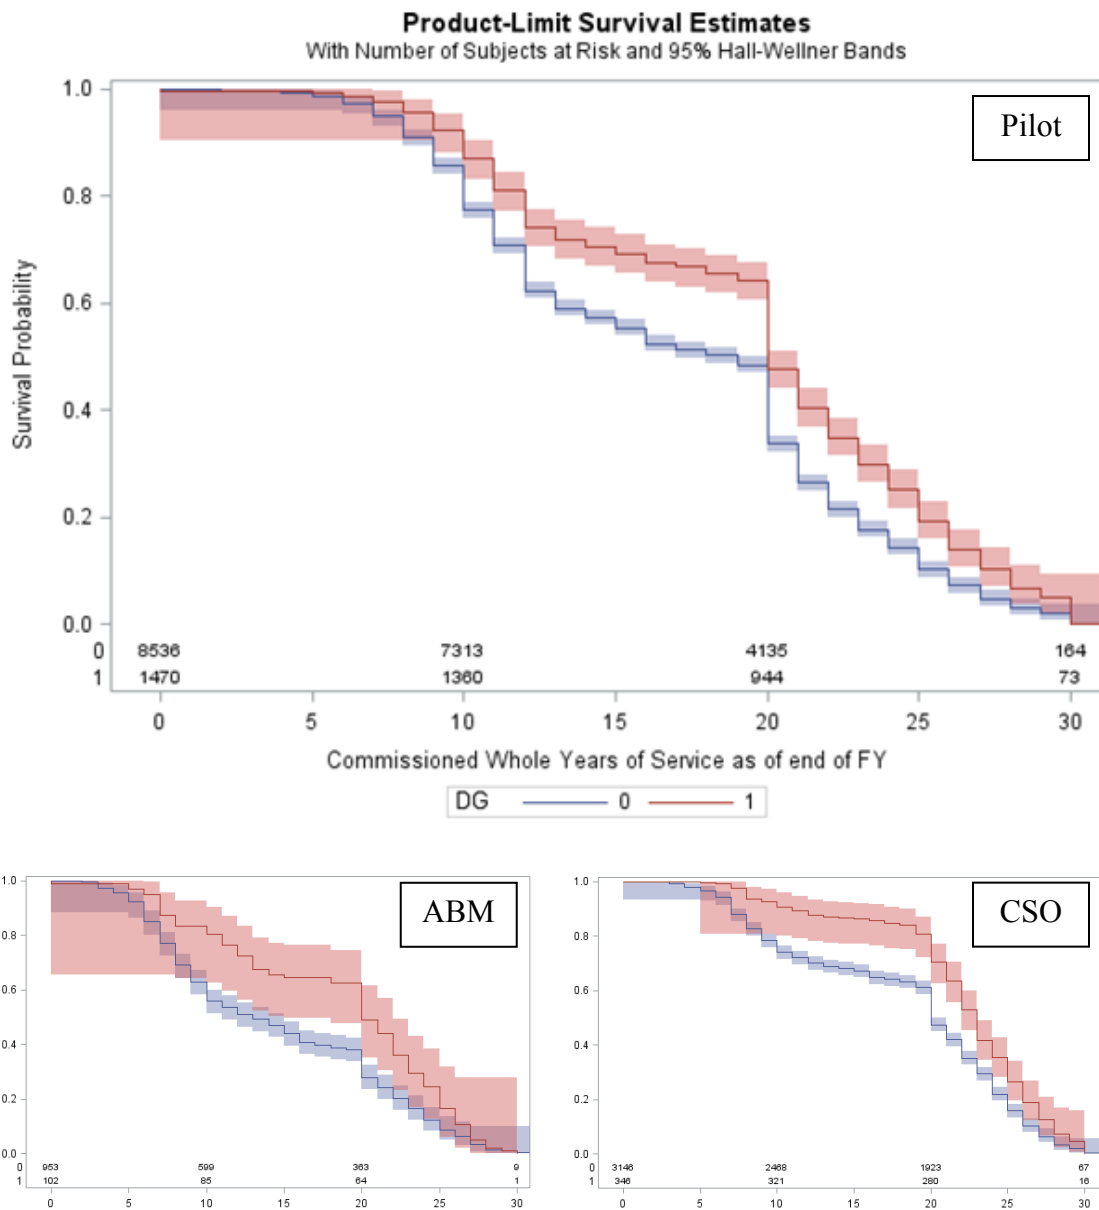 Product-Limit Survival Estimates
With Number of Subjects at Risk and 95% Hall-Wellner Bands
Pilot
Survival Probability
1.0
0.8
0.6
0.4
0.2
0.0
0 8536 7313 4135 164
1 1470 1360 944 73
0 5 10 15 20 25 30
Commissioned Whole Years of Service as of end of FY
DG 0 1
ABM
1.0
0.8
0.6
0.4
0.2
0.0
0 953 599 363 9
1 102 85 64 1
0 5 10 15 20 25 30
CSO
1.0
0.8
0.6
0.4
0.2
0.0
0 3146 2468 1923 67
1 346 321 280 16
0 5 10 15 20 25 30